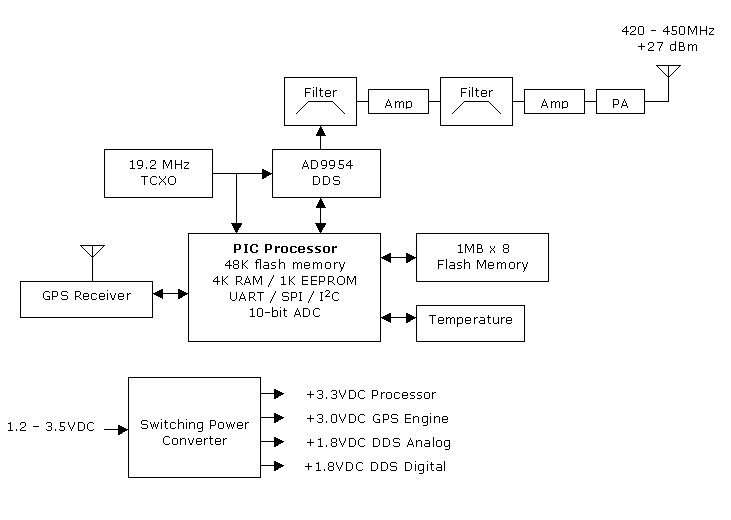 420 - 450MHz
+27 dBm
Filter
Amp
Filter
Amp
PA
19.2 MHz
TCXO
AD9954
DDS
PIC Processor
48K flash memory
4K RAM / 1K EEPROM
UART / SPI / I²C
10-bit ADC
1MB x 8
Flash Memory
GPS Receiver
Temperature
1.2 - 3.5VDC
Switching Power
Converter
+3.3VDC Processor
+3.0VDC GPS Engine
+1.8VDC DDS Analog
+1.8VDC DDS Digital